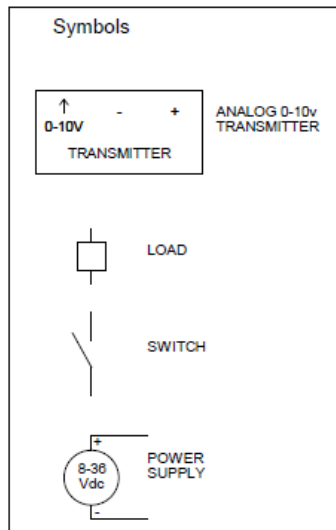 Symbols
↑ - +
0-10V
TRANSMITTER
ANALOG 0-10v
TRANSMITTER
LOAD
SWITCH
+
8-36
Vdc
-
POWER
SUPPLY